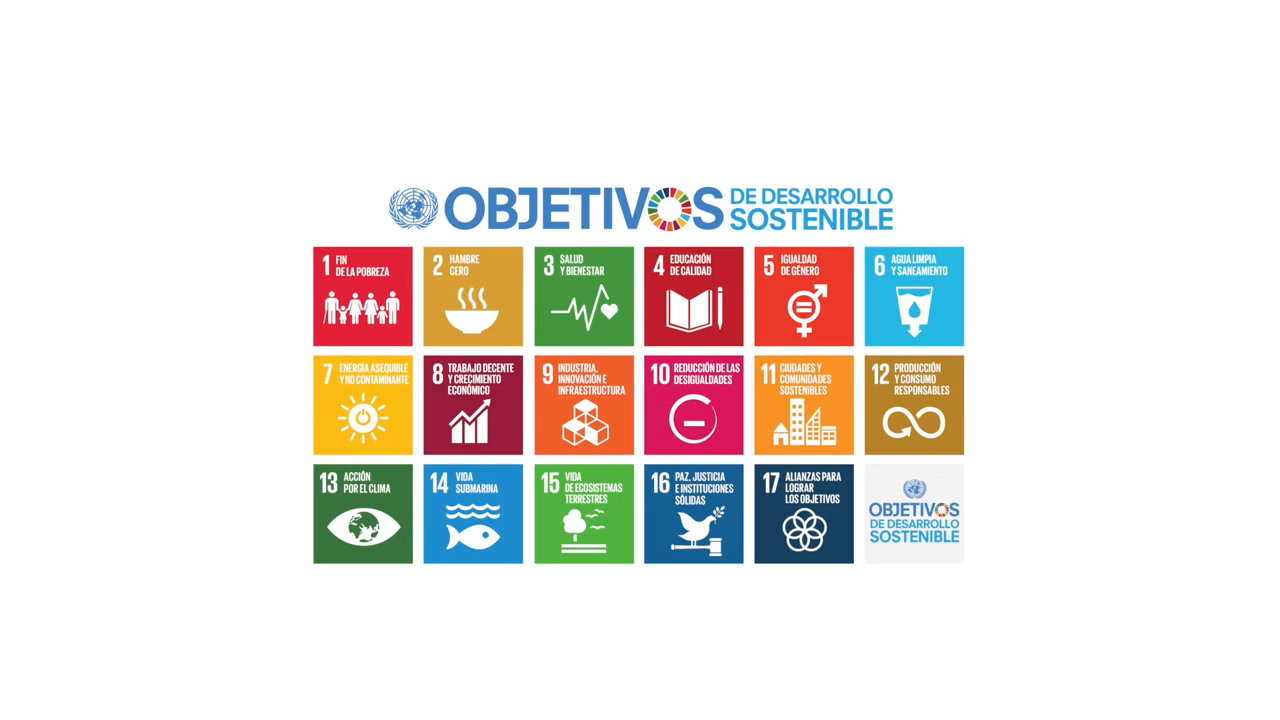 OBJETIVOS DE DESARROLLO
SOSTENIBLE
1 FIN
DE LA POBREZA
2 HAMBRE
CERO
3 SALUD
Y BIENESTAR
4 EDUCACIÓN
DE CALIDAD
5 IGUALDAD
DE GÉNERO
6 AGUA LIMPIA
Y SANEAMIENTO
7 ENERGÍA ASEQUIBLE
Y NO CONTAMINANTE
8 TRABAJO DECENTE
Y CRECIMIENTO
ECONÓMICO
9 INDUSTRIA,
INNOVACIÓN E
INFRAESTRUCTURA
10 REDUCCIÓN DE LAS
DESIGUALDADES
11 CIUDADES Y
COMUNIDADES
SOSTENIBLES
12 PRODUCCIÓN
Y CONSUMO
RESPONSABLES
13 ACCIÓN
POR EL CLIMA
14 VIDA
SUBMARINA
15 VIDA
DE ECOSISTEMAS
TERRESTRES
16 PAZ, JUSTICIA
E INSTITUCIONES
SÓLIDAS
17 ALIANZAS PARA
LOGRAR
LOS OBJETIVOS
OBJETIVOS
DE DESARROLLO
SOSTENIBLE